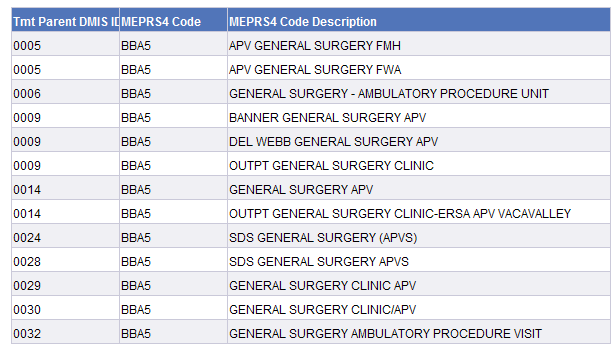 Tmt Parent DMIS ID MEPRS4 Code MEPRS4 Code Description
0005 BBA5 APV GENERAL SURGERY FMH
0005 BBA5 APV GENERAL SURGERY FWA
0006 BBA5 GENERAL SURGERY - AMBULATORY PROCEDURE UNIT
0009 BBA5 BANNER GENERAL SURGERY APV
0009 BBA5 DEL WEBB GENERAL SURGERY APV
0009 BBA5 OUTPT GENERAL SURGERY CLINIC
0014 BBA5 GENERAL SURGERY APV
0014 BBA5 OUTPT GENERAL SURGERY CLINIC-ERSA APV VACAVALLEY
0024 BBA5 SDS GENERAL SURGERY (APVS)
0028 BBA5 SDS GENERAL SURGERY APVS
0029 BBA5 GENERAL SURGERY CLINIC APV
0030 BBA5 GENERAL SURGERY CLINIC/APV
0032 BBA5 GENERAL SURGERY AMBULATORY PROCEDURE VISIT